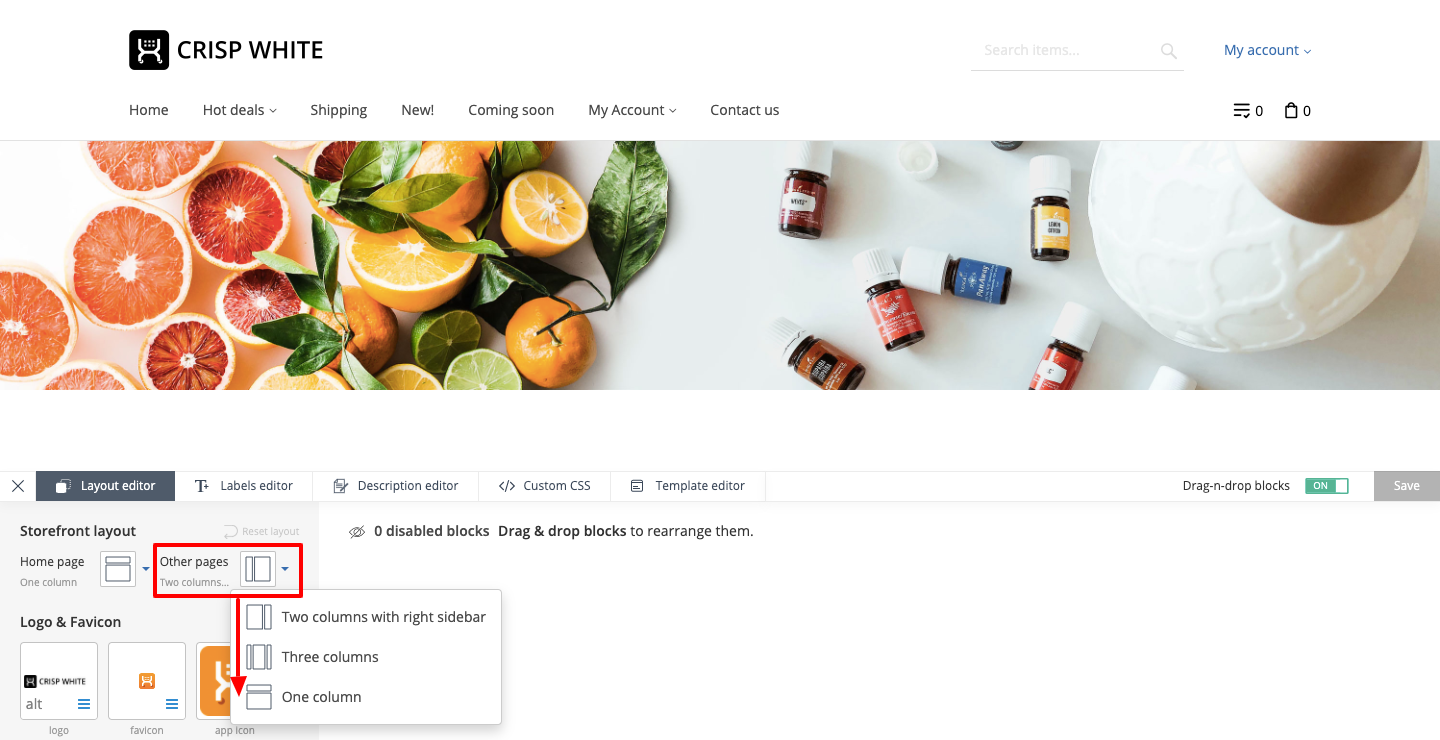 CRISP WHITE
Search items...
My account
Home Hot deals Shipping New! Coming soon My Account Contact us
0 0
LEMON
PanAway
Layout editor Labels editor Description editor Custom CSS Template editor Drag-n-drop blocks ON Save
Storefront layout Reset layout
0 disabled blocks Drag & drop blocks to rearrange them.
Home page
One column
Other pages
Two columns...
Two columns with right sidebar
Three columns
One column
Logo & Favicon
CRISP WHITE
alt
logo favicon app icon